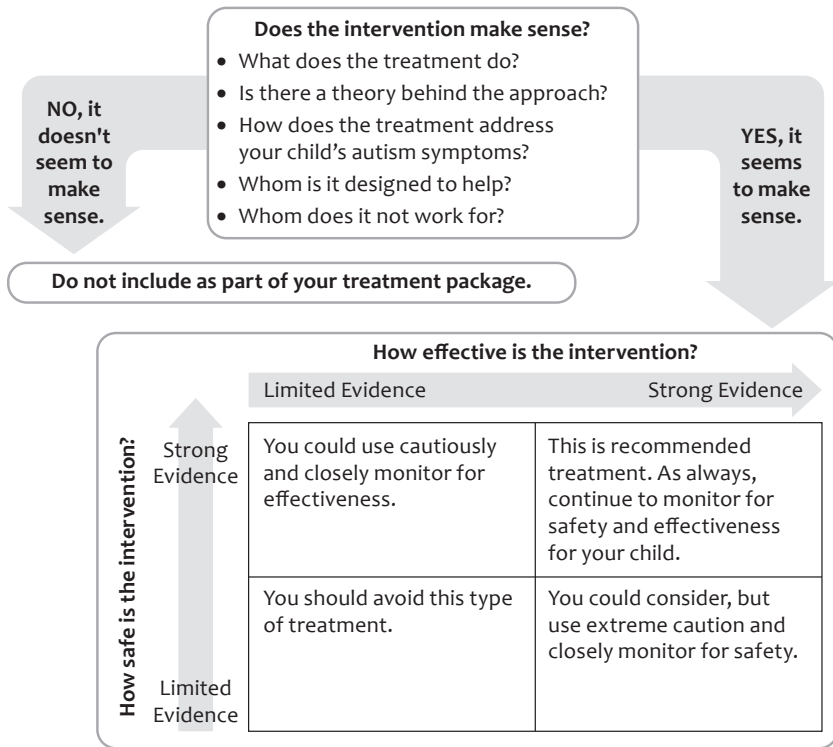 Does the intervention make sense?
• What does the treatment do?
• Is there a theory behind the approach?
• How does the treatment address
your child’s autism symptoms?
• Whom is it designed to help?
• Whom does it not work for?
NO, it
doesn't
seem to
make
sense.
YES, it
seems
to make
sense.
Do not include as part of your treatment package.
How effective is the intervention?
Limited Evidence
Strong Evidence
How safe is the intervention?
Strong
Evidence
You could use cautiously
and closely monitor for
effectiveness.
This is recommended
treatment. As always,
continue to monitor for
safety and effectiveness
for your child.
Limited
Evidence
You should avoid this type
of treatment.
You could consider, but
use extreme caution and
closely monitor for safety.